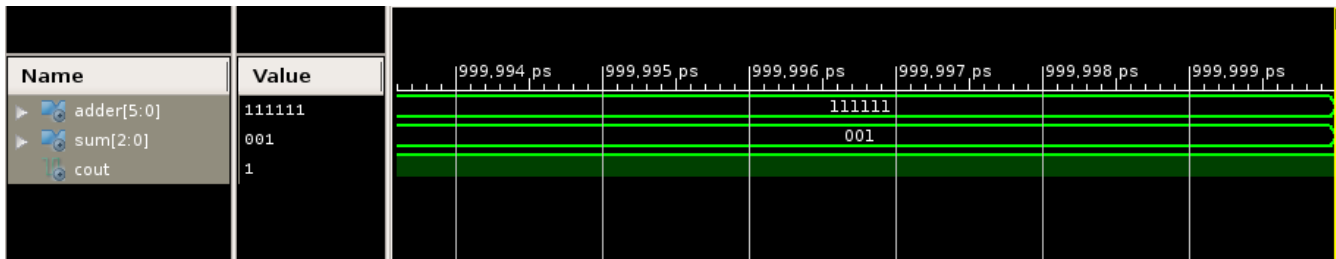 Name Value 999,994 ps 999,995 ps 999,996 ps 999,997 ps 999,998 ps 999,999 ps
adder[5:0] 111111 111111
sum[2:0] 001 001
cout 1